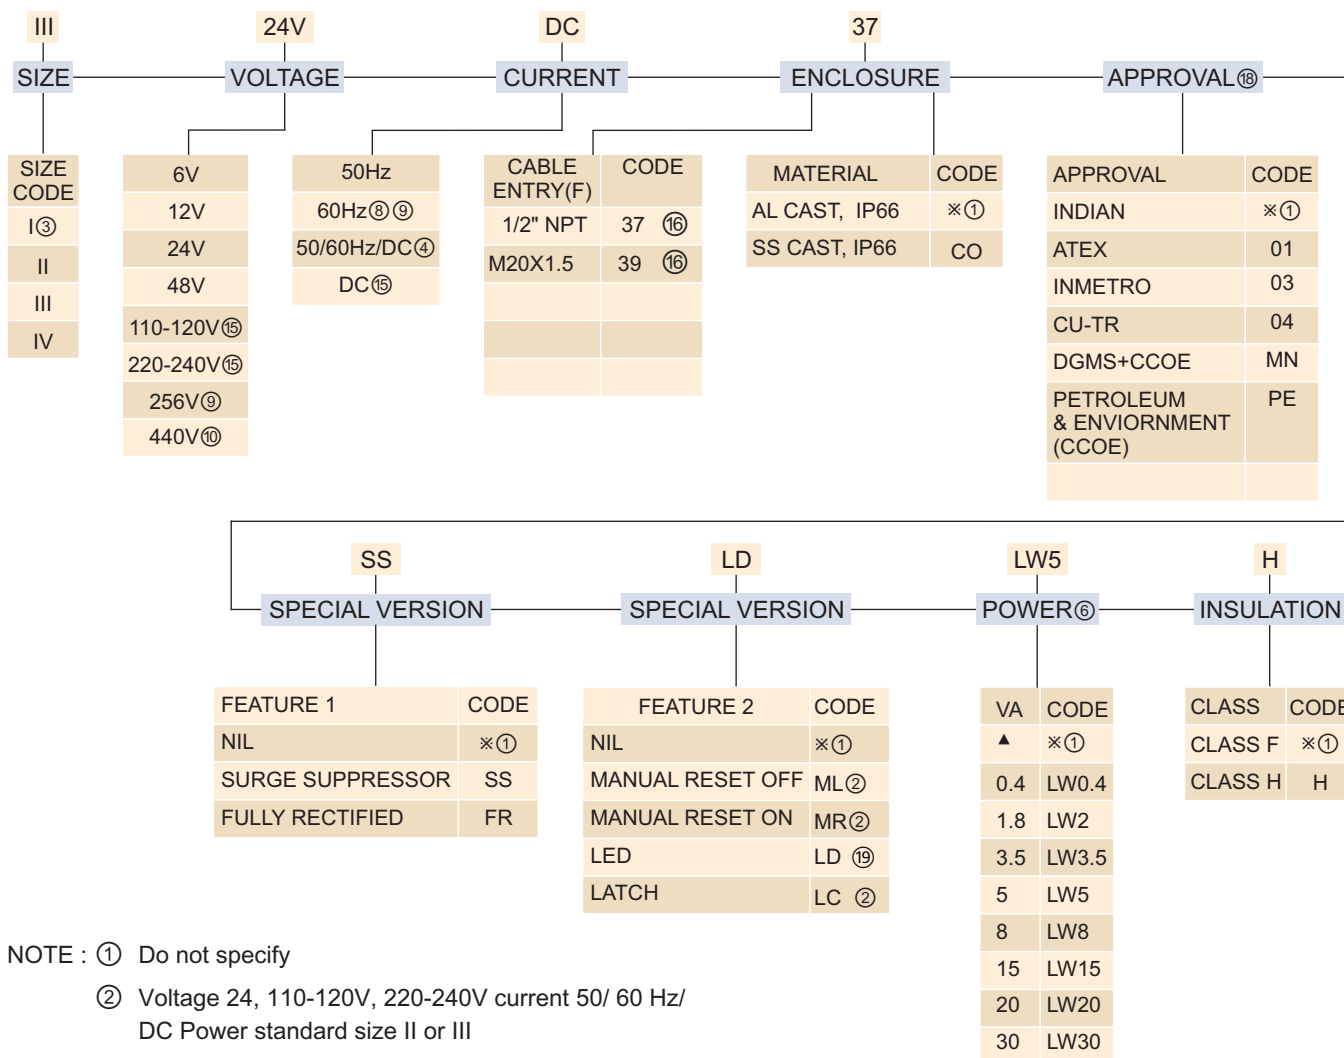 III 24V DC 37
SIZE VOLTAGE CURRENT ENCLOSURE APPROVAL⑱
SIZE
CODE
I③
II
III
IV
6V
12V
24V
48V
110-120V⑮
220-240V⑮
256V⑨
440V⑩
50Hz
60Hz⑧⑨
50/60Hz/DC④
DC⑮
CABLE
ENTRY(F) CODE
1/2" NPT 37 ⑯
M20X1.5 39 ⑯
MATERIAL CODE
AL CAST, IP66 ※①
SS CAST, IP66 CO
APPROVAL CODE
INDIAN ※①
ATEX 01
INMETRO 03
CU-TR 04
DGMS+CCOE MN
PETROLEUM PE
& ENVIORNMENT
(CCOE)
SS LD LW5 H
SPECIAL VERSION SPECIAL VERSION POWER⑥ INSULATION
FEATURE 1 CODE
NIL ※①
SURGE SUPPRESSOR SS
FULLY RECTIFIED FR
FEATURE 2 CODE
NIL ※①
MANUAL RESET OFF ML②
MANUAL RESET ON MR②
LED LD ⑲
LATCH LC ②
VA CODE
▲ ※①
0.4 LW0.4
1.8 LW2
3.5 LW3.5
5 LW5
8 LW8
15 LW15
20 LW20
30 LW30
CLASS CODE
CLASS F ※①
CLASS H H
NOTE : ① Do not specify
② Voltage 24, 110-120V, 220-240V current 50/ 60 Hz/
DC Power standard size II or III